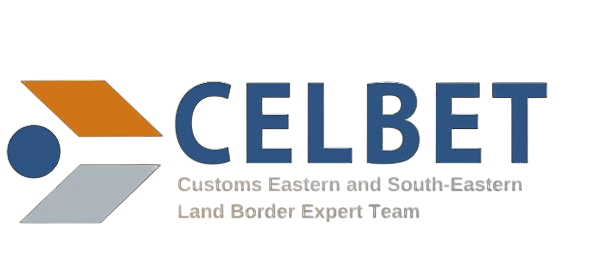 CELBET
Customs Eastern and South-Eastern
Land Border Expert Team